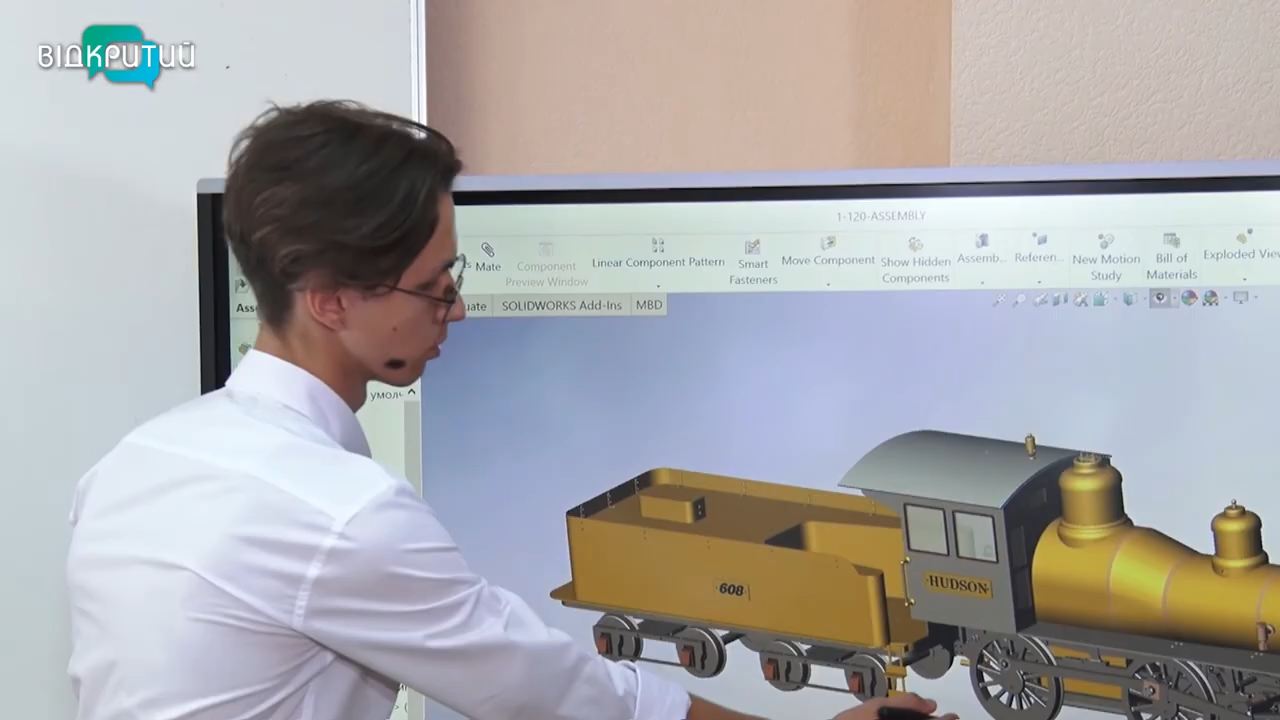 ВІДКРИТИЙ
1-120-ASSEMBLY
Mate
Component
Preview Window
Linear Component Pattern
Smart
Fasteners
Move Component
Show Hidden
Components
Assemb...
Referen...
New Motion
Study
Bill of
Materials
Exploded View
SOLIDWORKS Add-Ins
MBD
608
HUDSON